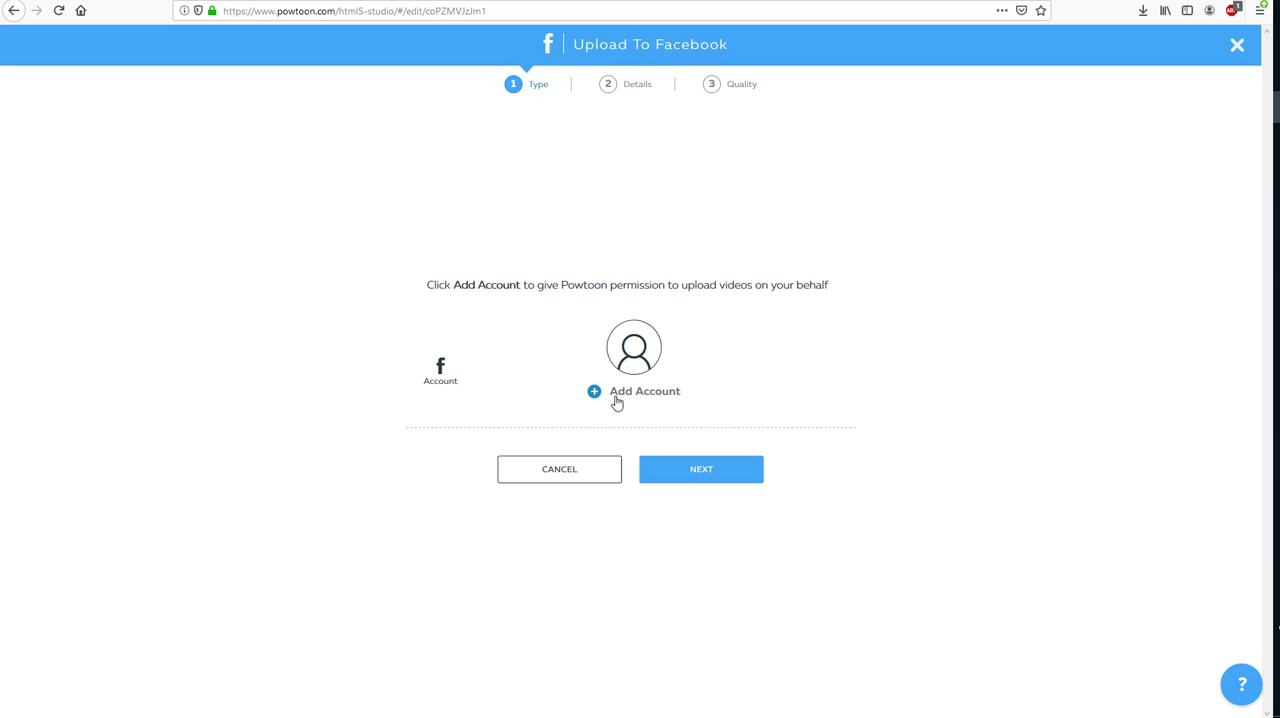 https://www.powtoon.com/html5-studio/#/edit/coPZMVJzJm1
1
f Upload To Facebook
1 Type
2 Details
3 Quality
Click Add Account to give Powtoon permission to upload videos on your behalf
f
Account
Add Account
CANCEL
NEXT
?